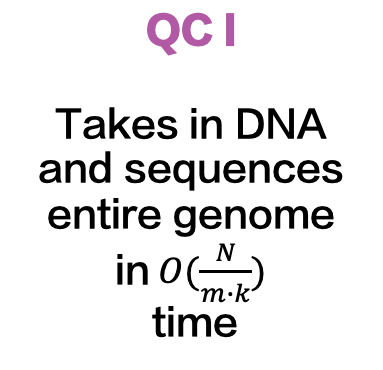 QC I
Takes in DNA
and sequences
entire genome
in O(N/m·k)
time